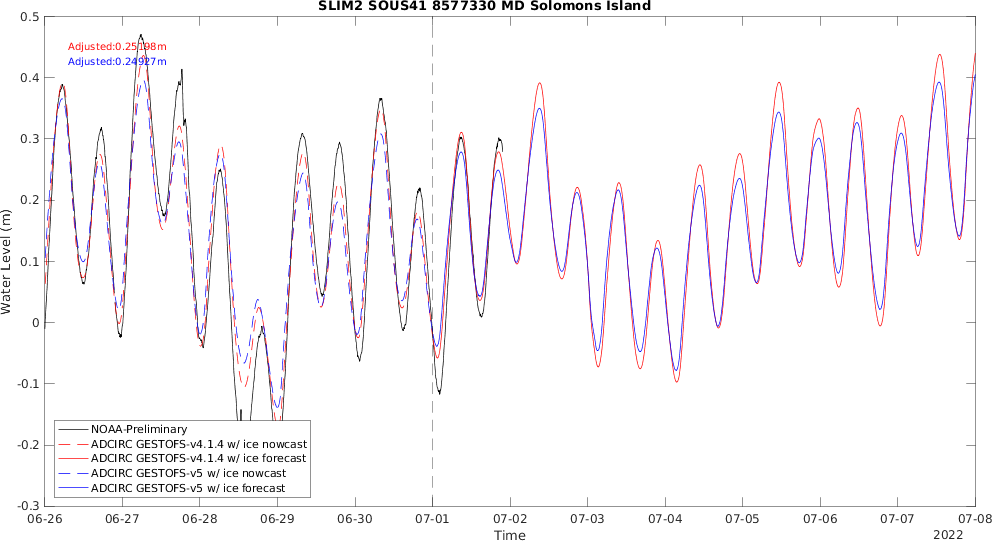 SLIM2 SOUS41 8577330 MD Solomons Island
0.5
Adjusted:0.25198m
Adjusted:0.24927m
0.4
0.3
0.2
0.1
0
-0.1
-0.2
-0.3
Water Level (m)
NOAA-Preliminary
ADCIRC GESTOFS-v4.1.4 w/ ice nowcast
ADCIRC GESTOFS-v4.1.4 w/ ice forecast
ADCIRC GESTOFS-v5 w/ ice nowcast
ADCIRC GESTOFS-v5 w/ ice forecast
06-26 06-27 06-28 06-29 06-30 07-01 07-02 07-03 07-04 07-05 07-06 07-07 07-08
Time
2022